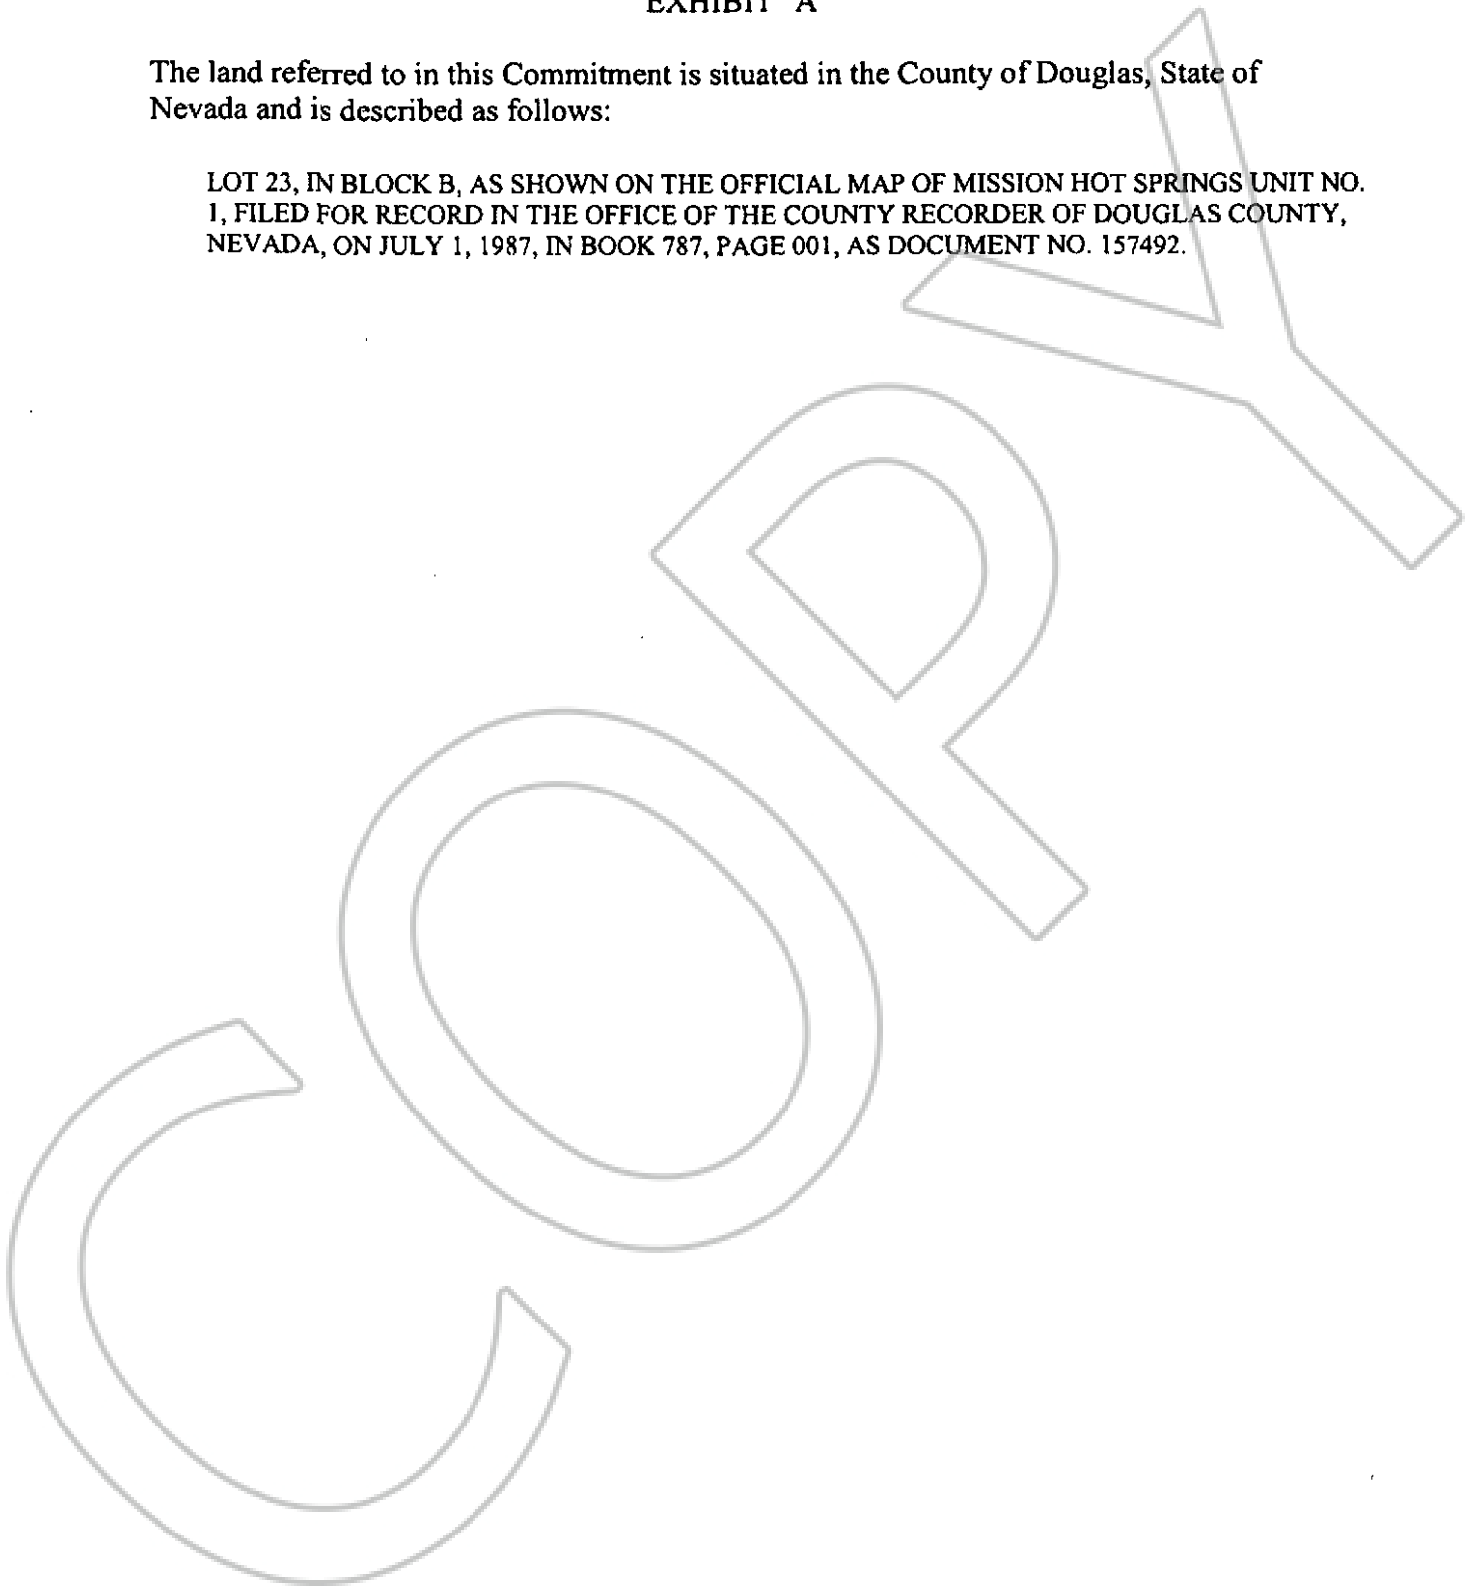 EXHIBIT "A"
The land referred to in this Commitment is situated in the County of Douglas, State of
Nevada and is described as follows:
LOT 23, IN BLOCK B, AS SHOWN ON THE OFFICIAL MAP OF MISSION HOT SPRINGS UNIT NO.
1, FILED FOR RECORD IN THE OFFICE OF THE COUNTY RECORDER OF DOUGLAS COUNTY,
NEVADA, ON JULY 1, 1987, IN BOOK 787, PAGE 001, AS DOCUMENT NO. 157492.
COPY